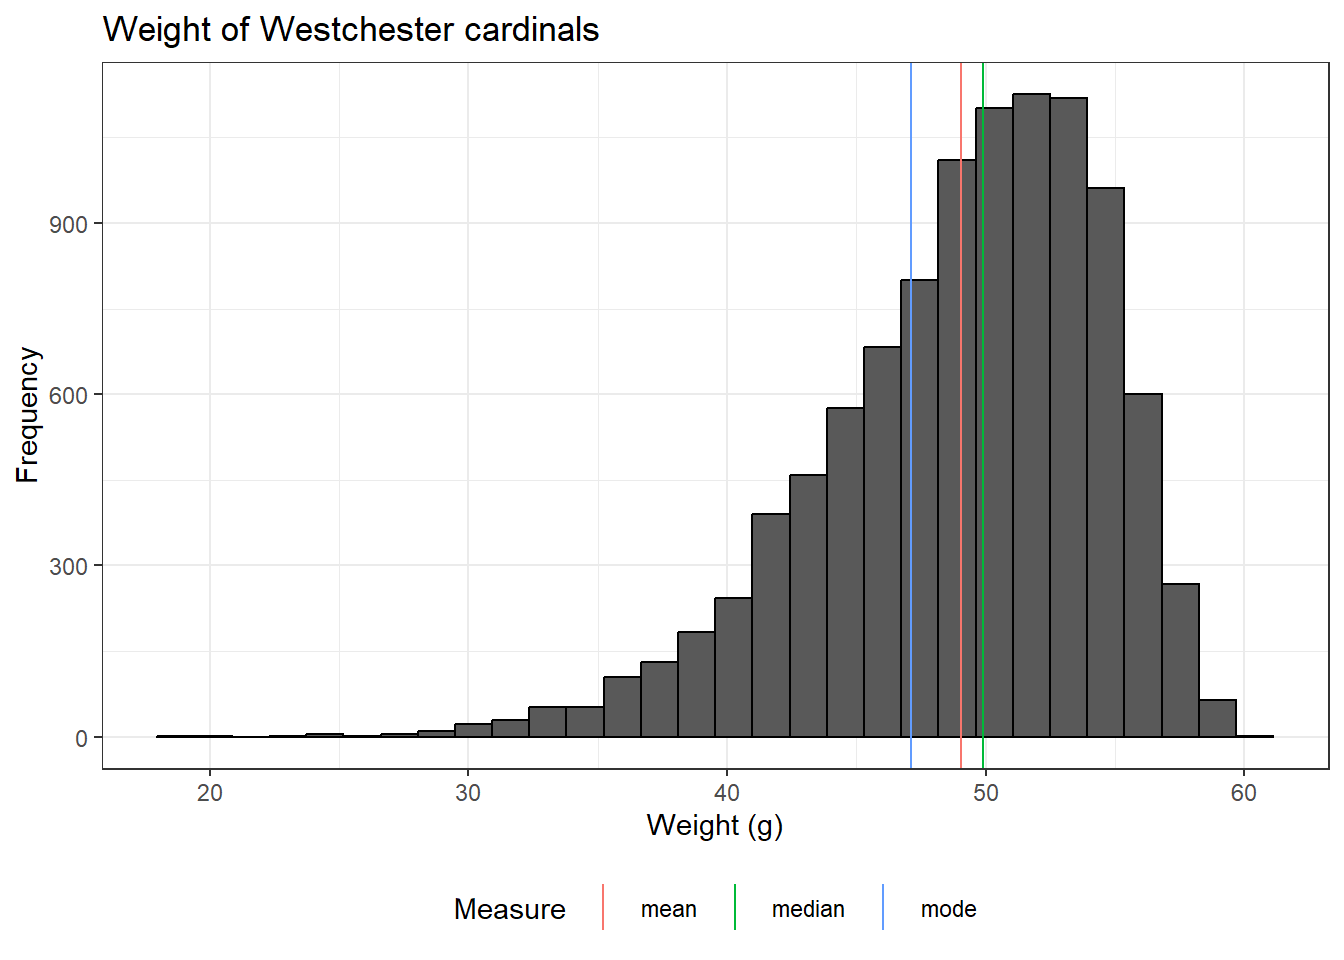 Weight of Westchester cardinals
Frequency
900
600
300
0
20 30 40 50 60
Weight (g)
Measure mean median mode